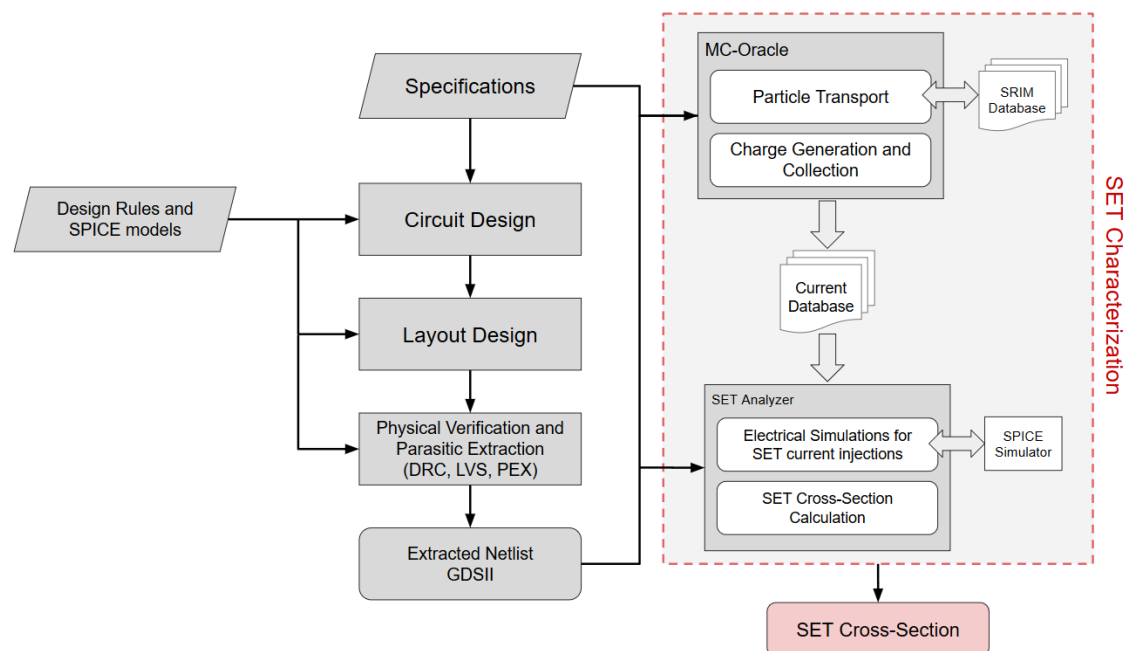 Specifications
Design Rules and
SPICE models
Circuit Design
Layout Design
Physical Verification and
Parasitic Extraction
(DRC, LVS, PEX)
Extracted Netlist
GDSII
MC-Oracle
Particle Transport
SRIM
Database
Charge Generation and
Collection
Current
Database
SET Analyzer
Electrical Simulations for
SET current injections
SPICE
Simulator
SET Cross-Section
Calculation
SET Characterization
SET Cross-Section